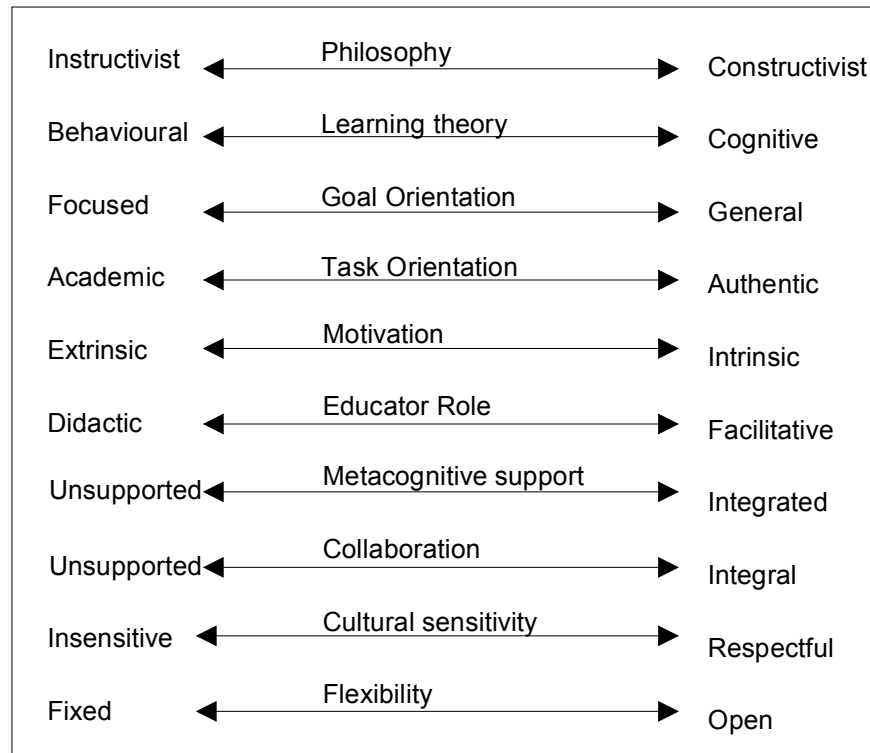 Instructivist Philosophy Constructivist
Behavioural Learning theory Cognitive
Focused Goal Orientation General
Academic Task Orientation Authentic
Extrinsic Motivation Intrinsic
Didactic Educator Role Facilitative
Unsupported Metacognitive support Integrated
Unsupported Collaboration Integral
Insensitive Cultural sensitivity Respectful
Fixed Flexibility Open